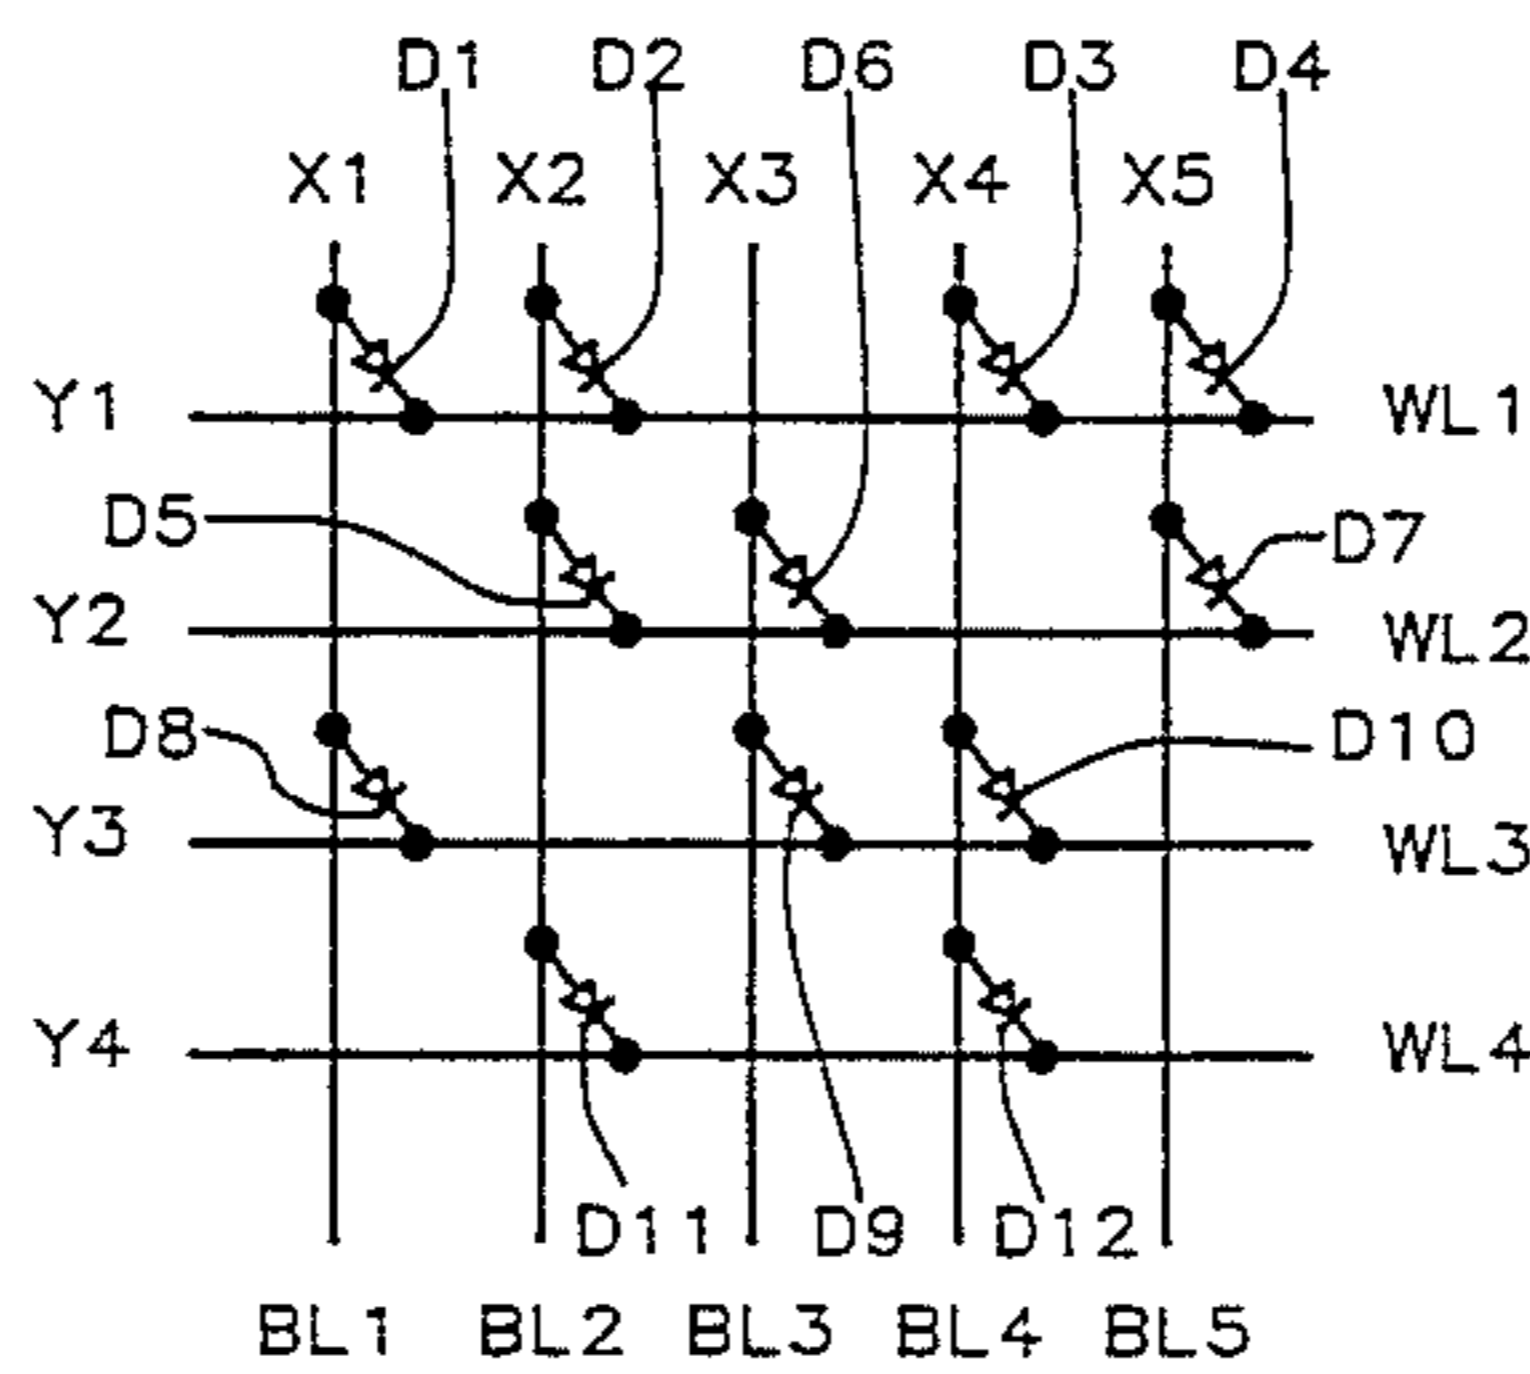 D1 D2 D6 D3 D4
X1 X2 X3 X4 X5
Y1 WL1
D5 D7
Y2 WL2
D8 D10
Y3 WL3
Y4 WL4
D11 D9 D12
BL1 BL2 BL3 BL4 BL5